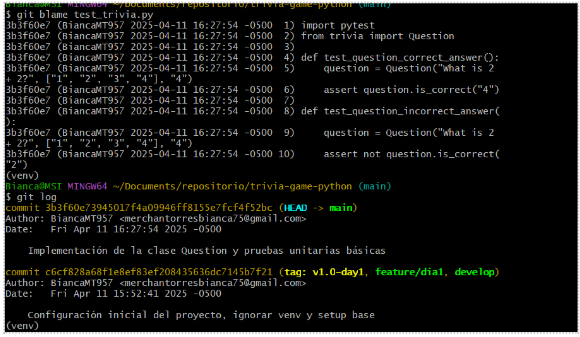 Bianca@MSI MINGW64 ~/Documents/repositorio/trivia-game-python (main)
$ git blame test_trivia.py
3b3f60e7 (BiancaMT957 2025-04-11 16:27:54 -0500  1) import pytest
3b3f60e7 (BiancaMT957 2025-04-11 16:27:54 -0500  2) from trivia import Question
3b3f60e7 (BiancaMT957 2025-04-11 16:27:54 -0500  3)
3b3f60e7 (BiancaMT957 2025-04-11 16:27:54 -0500  4) def test_question_correct_answer():
3b3f60e7 (BiancaMT957 2025-04-11 16:27:54 -0500  5)     question = Question("What is 2
+ 2?", ["1", "2", "3", "4"], "4")
3b3f60e7 (BiancaMT957 2025-04-11 16:27:54 -0500  6)     assert question.is_correct("4")
3b3f60e7 (BiancaMT957 2025-04-11 16:27:54 -0500  7)
3b3f60e7 (BiancaMT957 2025-04-11 16:27:54 -0500  8) def test_question_incorrect_answer(
):
3b3f60e7 (BiancaMT957 2025-04-11 16:27:54 -0500  9)     question = Question("What is 2
+ 2?", ["1", "2", "3", "4"], "4")
3b3f60e7 (BiancaMT957 2025-04-11 16:27:54 -0500 10)     assert not question.is_correct(
"2")
(venv)
Bianca@MSI MINGW64 ~/Documents/repositorio/trivia-game-python (main)
$ git log
commit 3b3f60e73945017f4a09946ff8155e7fcf4f52bc (HEAD -> main)
Author: BiancaMT957 <merchantorresbianca75@gmail.com>
Date:   Fri Apr 11 16:27:54 2025 -0500

    Implementación de la clase Question y pruebas unitarias básicas

commit c6cf828a68f1e8ef83ef208435636dc7145b7f21 (tag: v1.0-day1, feature/dia1, develop)
Author: BiancaMT957 <merchantorresbianca75@gmail.com>
Date:   Fri Apr 11 15:52:41 2025 -0500

    Configuración inicial del proyecto, ignorar venv y setup base
(venv)